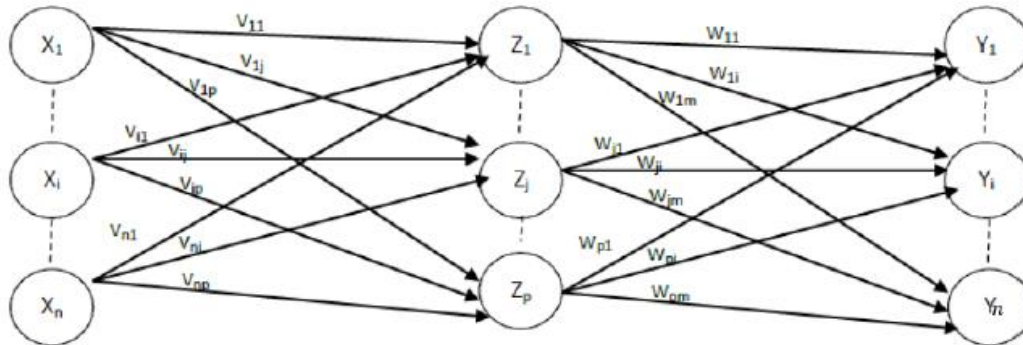 X₁ V₁₁ Z₁ W₁₁ Y₁
V₁ⱼ W₁ᵢ
V₁ₚ W₁ₘ
Vᵢ₁ Wⱼ₁
Xᵢ Vᵢⱼ Zⱼ Wⱼᵢ Yᵢ
Vᵢₚ Wⱼₘ
Vₙ₁ Vₙⱼ Wₚ₁ Wₚᵢ
Xₙ Vₙₚ Zₚ Wₚₘ Yn